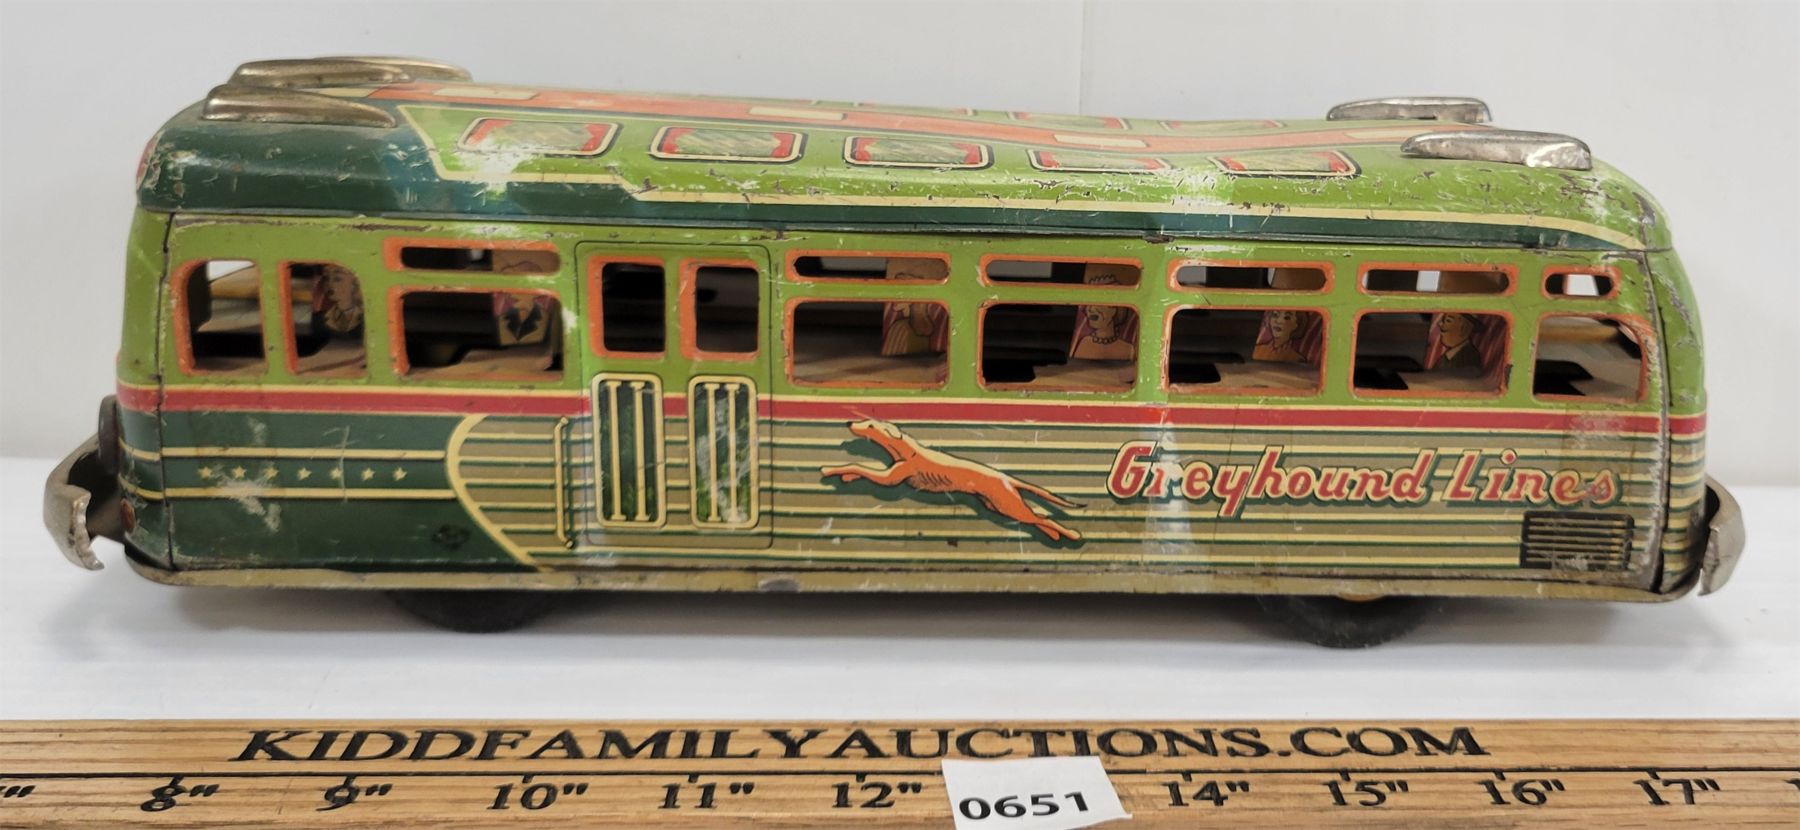 Greyhound Lines
KIDDFAMILYAUCTIONS.COM
8" 9" 10" 11" 12" 14" 15" 16" 17"
0651